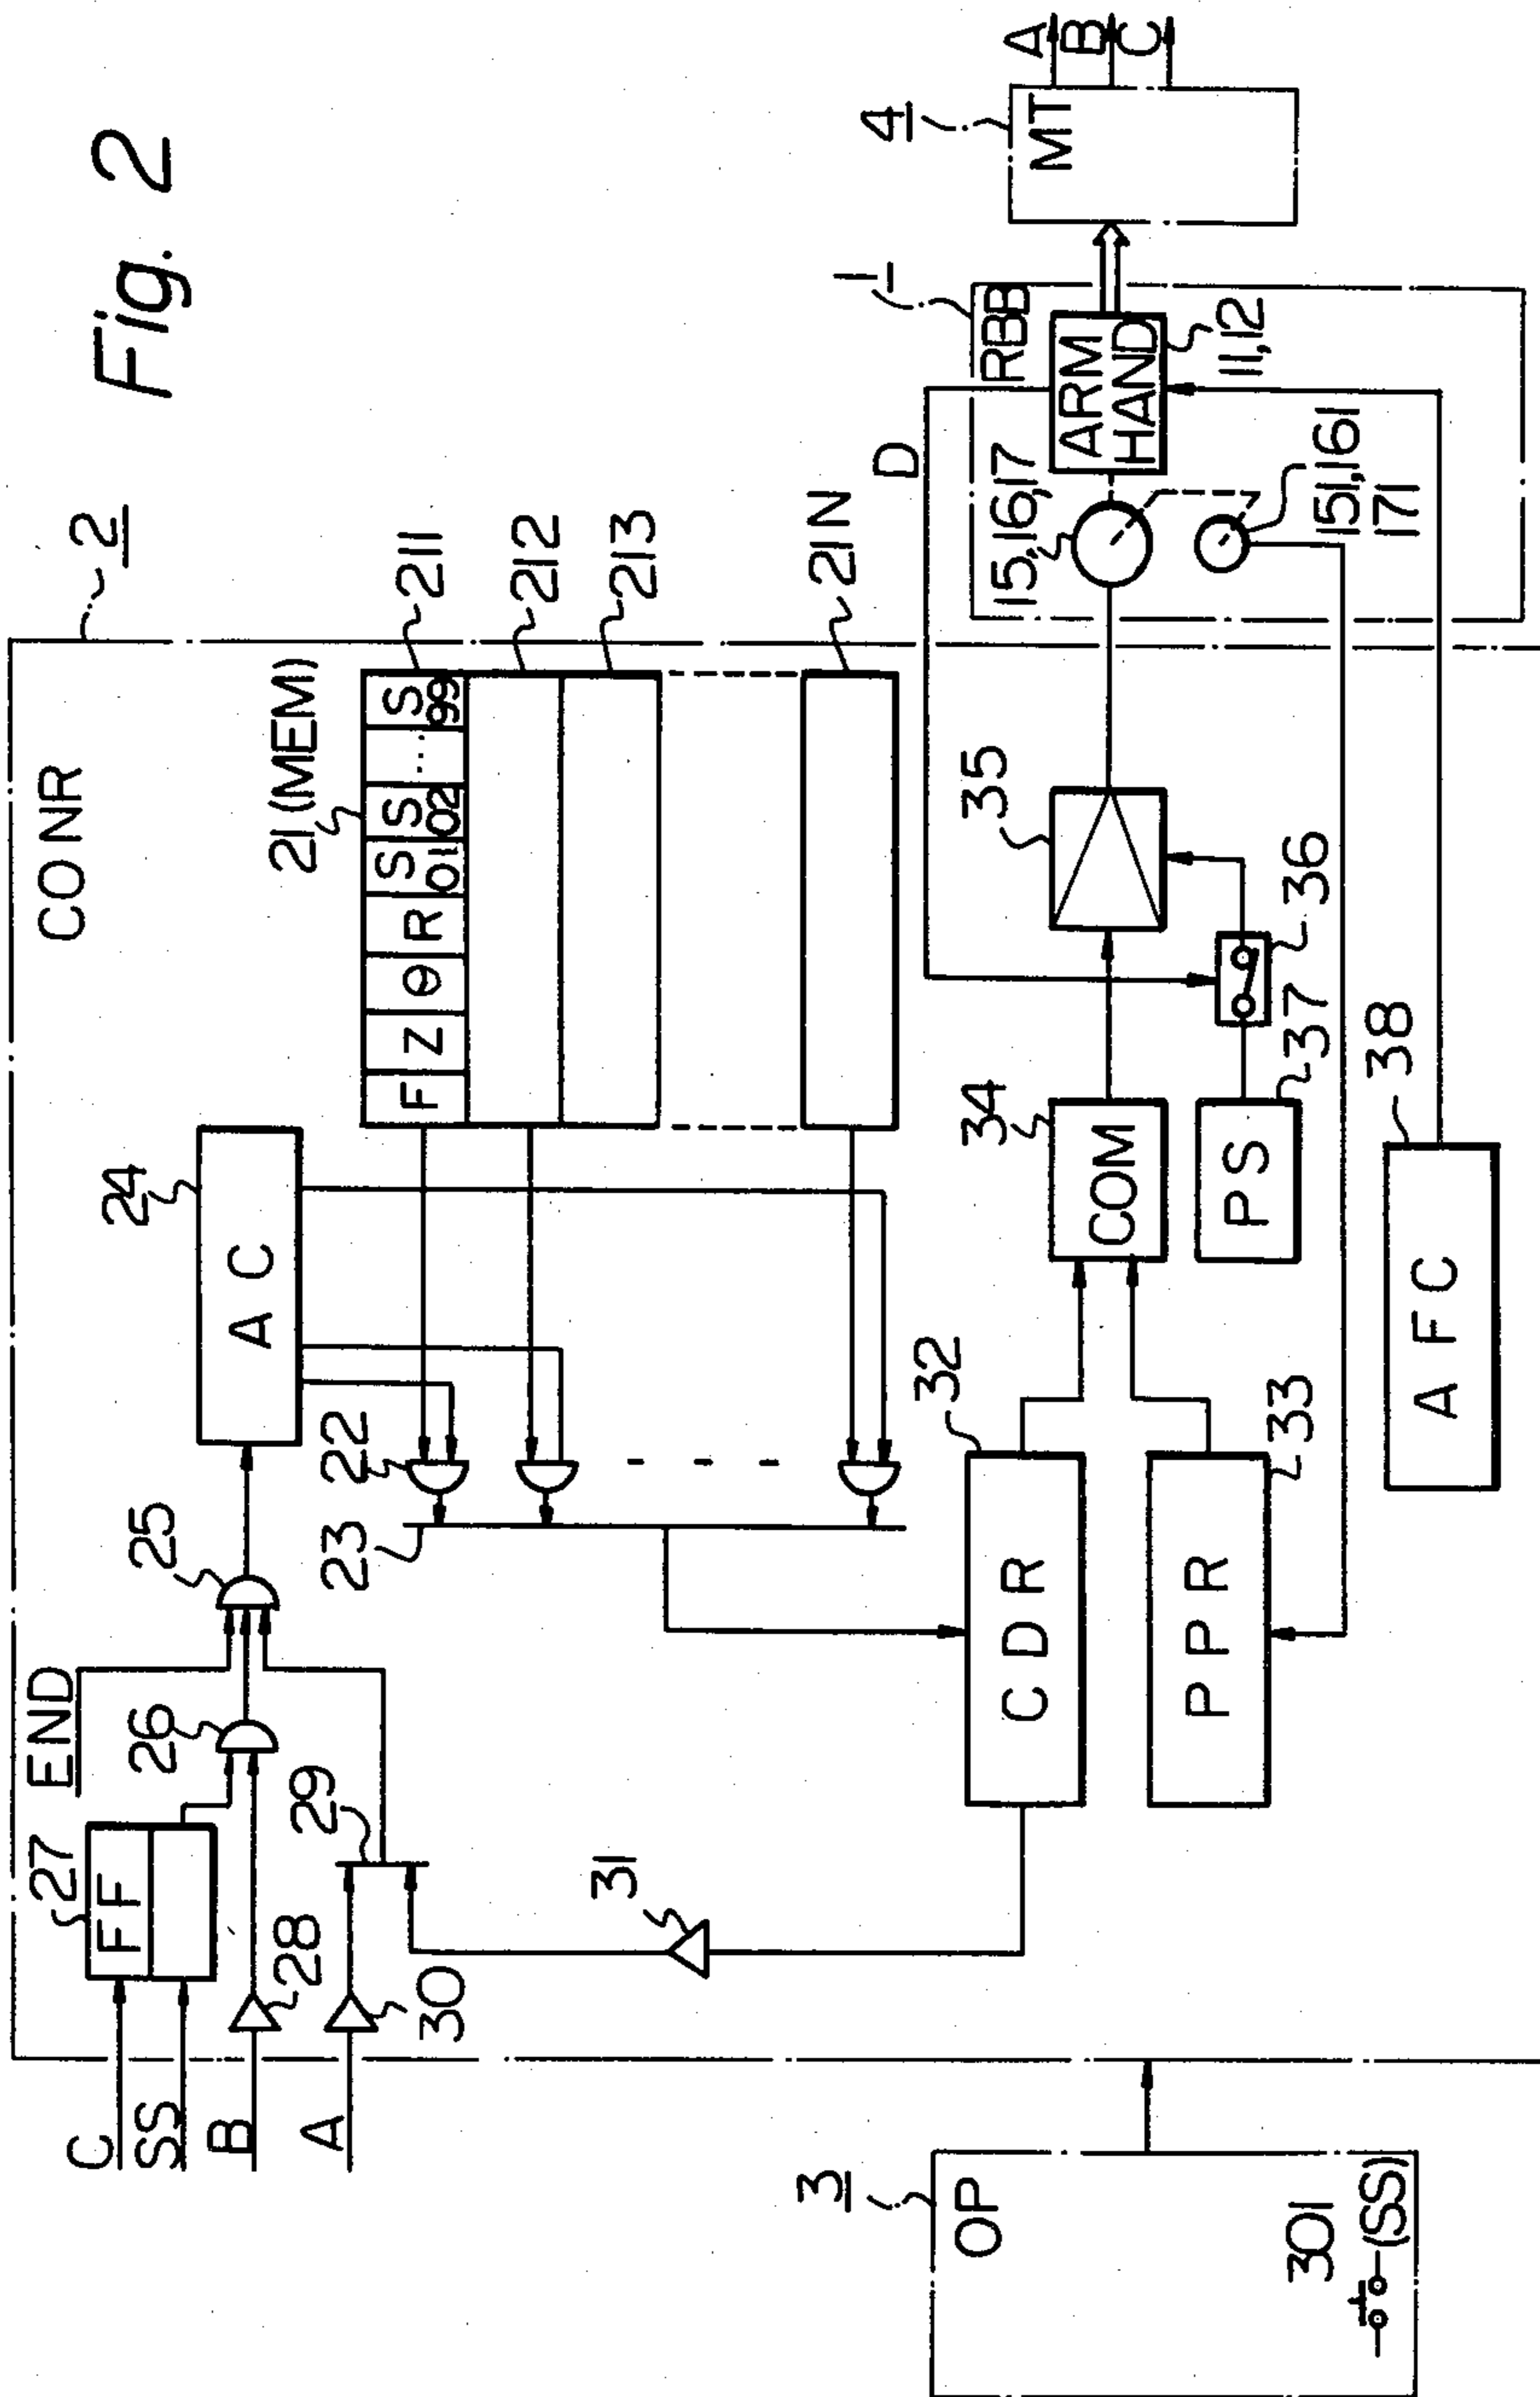 Fig. 2
2
CONR
END
27
FF
C
SS
B
A
28
30
29
26
25
24
AC
21(MEM)
F Z Θ R S01 S02 ... S99
211
212
213
21N
22
23
31
32
CDR
33
PPR
34
COM
35
36
37
PS
38
AFC
D
1
RBB
ARM
HAND
11,12
15,16,17
151,161
171
4
MT
A
B
C
3
OP
301
(SS)